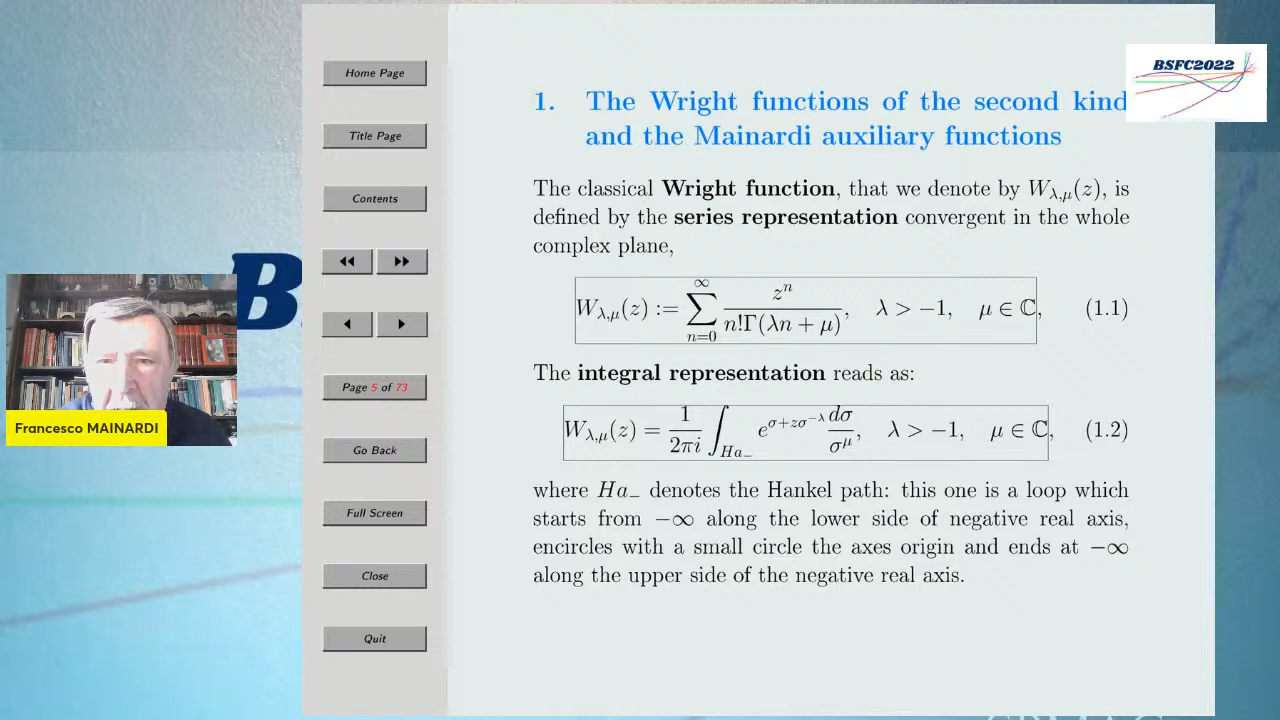 Home Page
Title Page
Contents
Page 5 of 73
Go Back
Full Screen
Close
Quit
BSFC2022
1. The Wright functions of the second kind
and the Mainardi auxiliary functions
The classical Wright function, that we denote by W_{λ,μ}(z), is
defined by the series representation convergent in the whole
complex plane,
W_{λ,μ}(z) := ∑_{n=0}^{∞} z^n / (n!Γ(λn + μ)), λ > −1, μ ∈ ℂ, (1.1)
The integral representation reads as:
W_{λ,μ}(z) = 1/(2πi) ∫_{Ha_−} e^{σ+zσ^{−λ}} dσ/σ^μ, λ > −1, μ ∈ ℂ, (1.2)
where Ha_− denotes the Hankel path: this one is a loop which
starts from −∞ along the lower side of negative real axis,
encircles with a small circle the axes origin and ends at −∞
along the upper side of the negative real axis.
Francesco MAINARDI